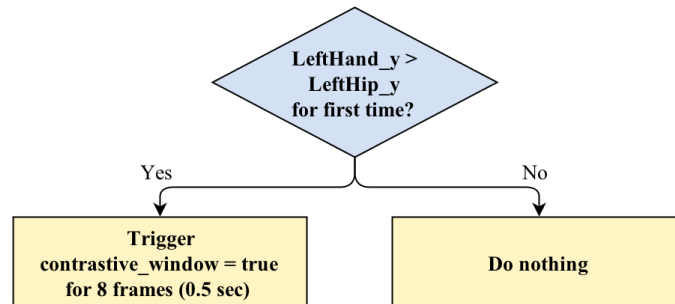 LeftHand_y >
LeftHip_y
for first time?
Yes
No
Trigger
contrastive_window = true
for 8 frames (0.5 sec)
Do nothing